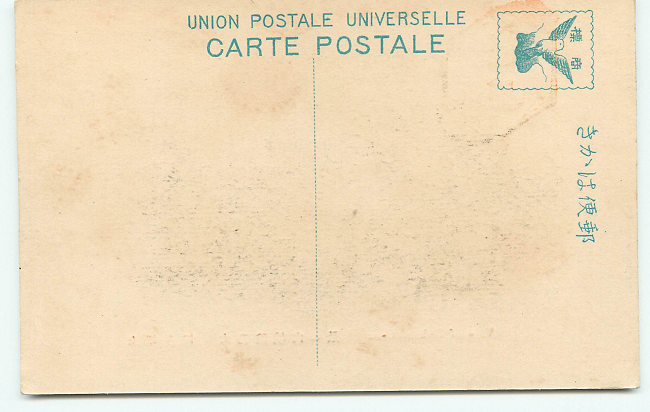 UNION POSTALE UNIVERSELLE
CARTE POSTALE
きかは便郵